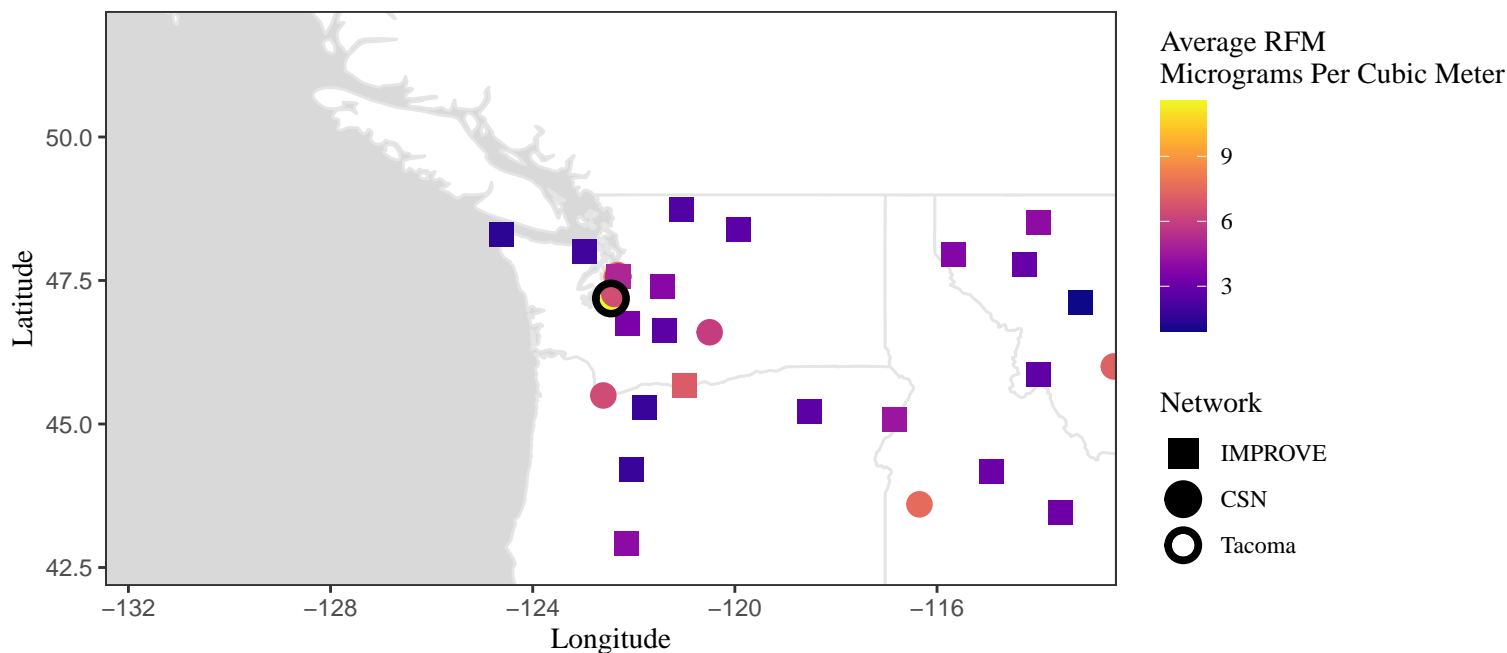 Average RFM
Micrograms Per Cubic Meter
9
6
3
Network
IMPROVE
CSN
Tacoma
50.0
47.5
45.0
42.5
Latitude
−132
−128
−124
−120
−116
Longitude